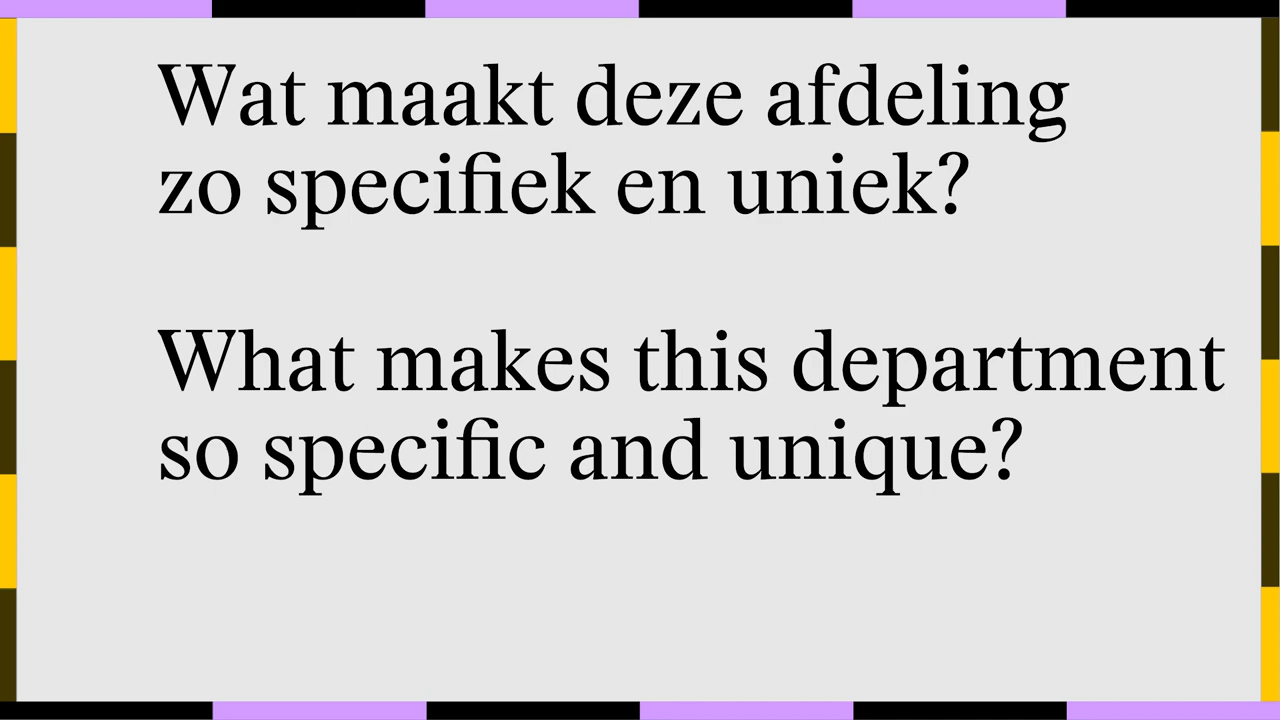 Wat maakt deze afdeling
zo specifiek en uniek?
What makes this department
so specific and unique?